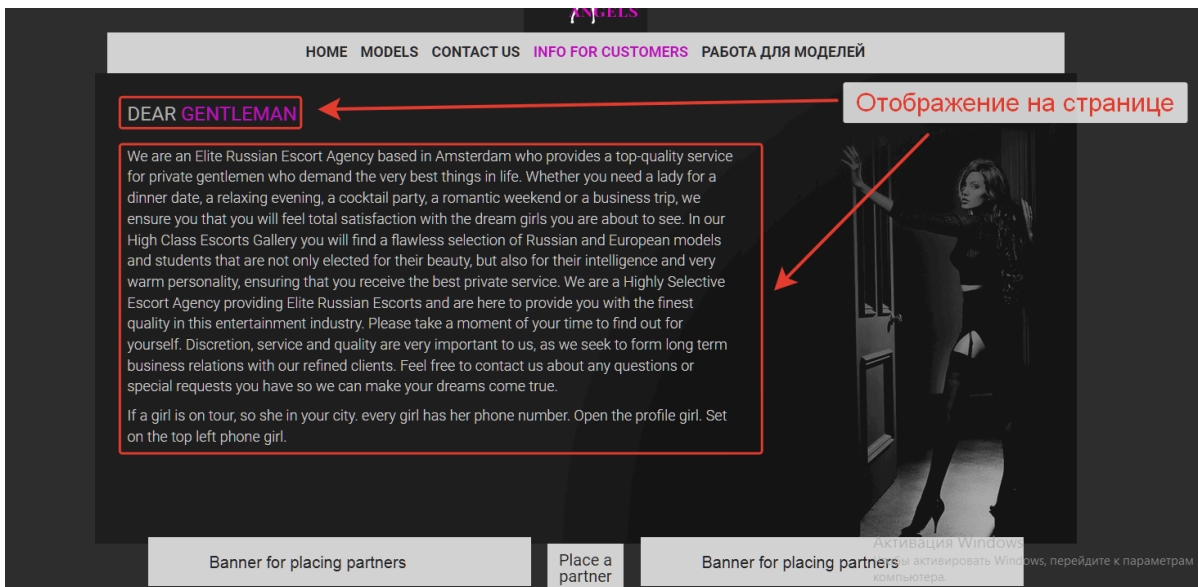 ANGELS
HOME MODELS CONTACT US INFO FOR CUSTOMERS РАБОТА ДЛЯ МОДЕЛЕЙ
Отображение на странице
DEAR GENTLEMAN
We are an Elite Russian Escort Agency based in Amsterdam who provides a top-quality service
for private gentlemen who demand the very best things in life. Whether you need a lady for a
dinner date, a relaxing evening, a cocktail party, a romantic weekend or a business trip, we
ensure you that you will feel total satisfaction with the dream girls you are about to see. In our
High Class Escorts Gallery you will find a flawless selection of Russian and European models
and students that are not only elected for their beauty, but also for their intelligence and very
warm personality, ensuring that you receive the best private service. We are a Highly Selective
Escort Agency providing Elite Russian Escorts and are here to provide you with the finest
quality in this entertainment industry. Please take a moment of your time to find out for
yourself. Discretion, service and quality are very important to us, as we seek to form long term
business relations with our refined clients. Feel free to contact us about any questions or
special requests you have so we can make your dreams come true.
If a girl is on tour, so she in your city. every girl has her phone number. Open the profile girl. Set
on the top left phone girl.
Banner for placing partners
Place a
partner
Banner for placing partners
Активация Windows
активировать Windows, перейдите к параметрам
компьютера.